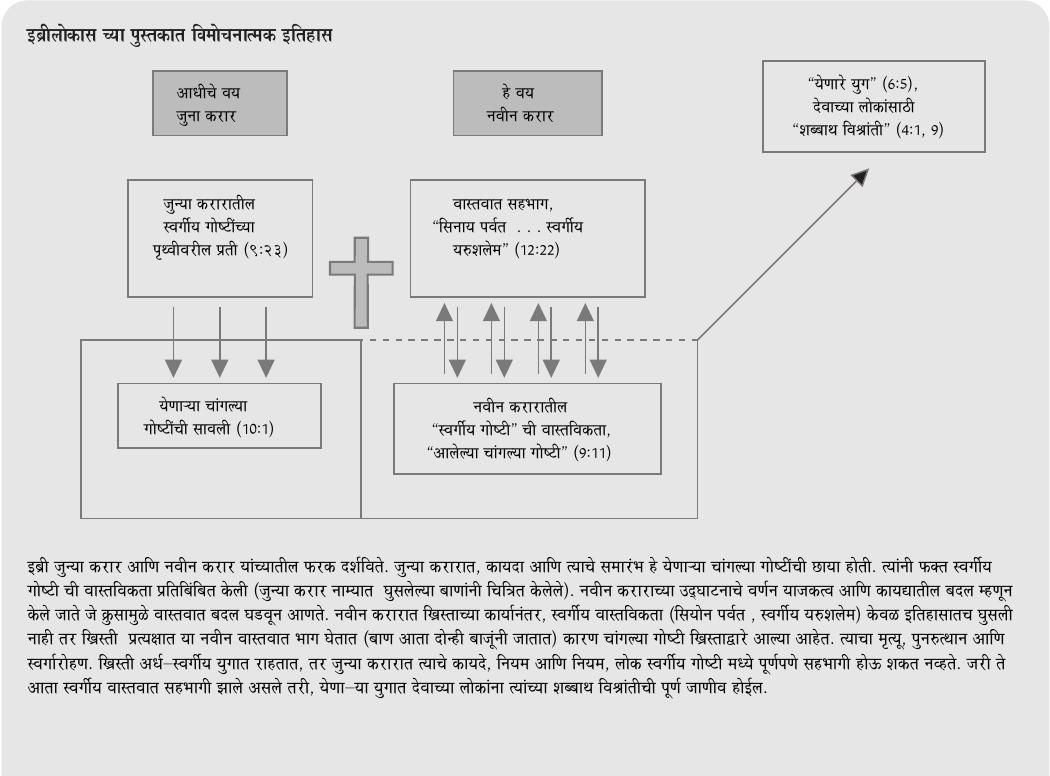 इब्रीलोकास च्या पुस्तकात विमोचनात्मक इतिहास
आधीचे वय
जुना करार
हे वय
नवीन करार
“येणारे युग” (6:5),
देवाच्या लोकांसाठी
“शब्बाथ विश्रांती” (4:1, 9)
जुन्या करारातील
स्वर्गीय गोष्टींच्या
पृथ्वीवरील प्रती (९:२३)
वास्तवात सहभाग,
“सिनाय पर्वत . . . स्वर्गीय
यरुशलेम” (12:22)
येणाऱ्या चांगल्या
गोष्टींची सावली (10:1)
नवीन करारातील
“स्वर्गीय गोष्टी” ची वास्तविकता,
“आलेल्या चांगल्या गोष्टी” (9:11)
इब्री जुन्या करार आणि नवीन करार यांच्यातील फरक दर्शविते. जुन्या करारात, कायदा आणि त्याचे समारंभ हे येणाऱ्या चांगल्या गोष्टींची छाया होती. त्यांनी फक्त स्वर्गीय
गोष्टी ची वास्तविकता प्रतिबिंबित केली (जुन्या करार नाम्यात घुसलेल्या बाणांनी चित्रित केलेले). नवीन कराराच्या उद्घाटनाचे वर्णन याजकत्व आणि कायद्यातील बदल म्हणून
केले जाते जे क्रुसामुळे वास्तवात बदल घडवून आणते. नवीन करारात ख्रिस्ताच्या कार्यानंतर, स्वर्गीय वास्तविकता (सियोन पर्वत , स्वर्गीय यरुशलेम) केवळ इतिहासातच घुसली
नाही तर ख्रिस्ती प्रत्यक्षात या नवीन वास्तवात भाग घेतात (बाण आता दोन्ही बाजूंनी जातात) कारण चांगल्या गोष्टी ख्रिस्ताद्वारे आल्या आहेत. त्याचा मृत्यू, पुनरुत्थान आणि
स्वर्गारोहण. ख्रिस्ती अर्ध–स्वर्गीय युगात राहतात, तर जुन्या करारात त्याचे कायदे, नियम आणि नियम, लोक स्वर्गीय गोष्टी मध्ये पूर्णपणे सहभागी होऊ शकत नव्हते. जरी ते
आता स्वर्गीय वास्तवात सहभागी झाले असले तरी, येणा–या युगात देवाच्या लोकांना त्यांच्या शब्बाथ विश्रांतीची पूर्ण जाणीव होईल.